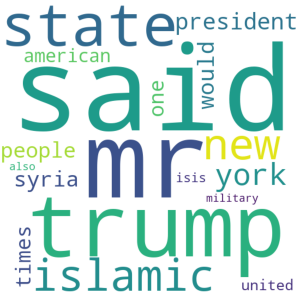 state
president
american
said
one
would
mr
new
people
also
syria
isis
york
military
trump
times
islamic
united